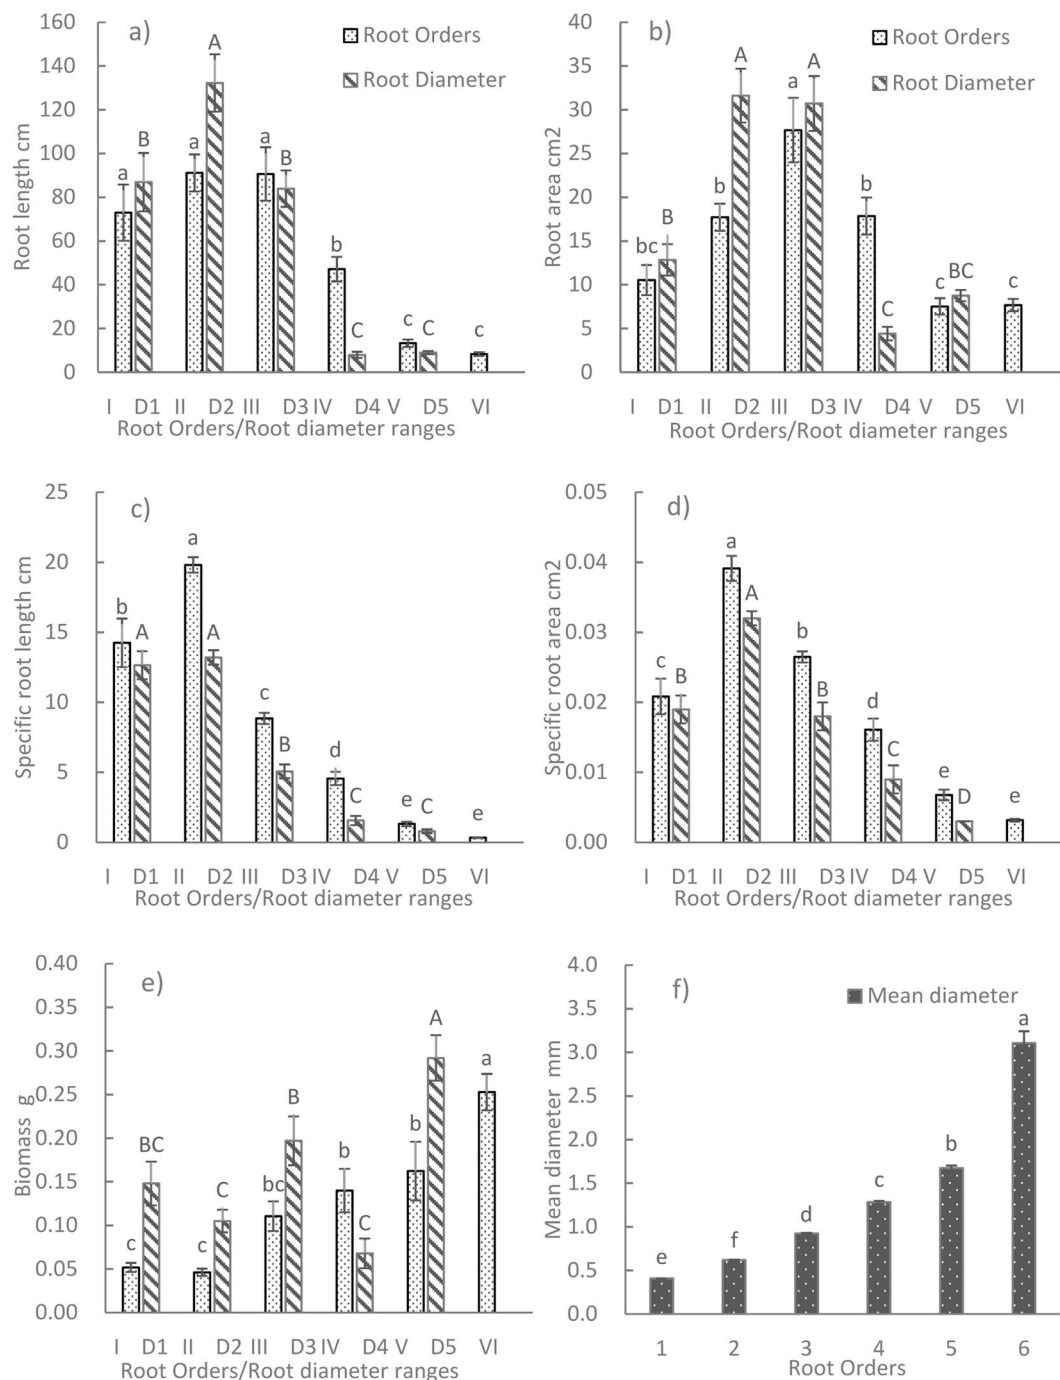 a)
Root Orders
Root Diameter
Root length cm
160
140
120
100
80
60
40
20
0
a B a A a B b C c C c
I D1 II D2 III D3 IV D4 V D5 VI
Root Orders/Root diameter ranges
b)
Root Orders
Root Diameter
Root area cm2
40
35
30
25
20
15
10
5
0
bc B b A a A b C c BC c
I D1 II D2 III D3 IV D4 V D5 VI
Root Orders/Root diameter ranges
c)
Specific root length cm
25
20
15
10
5
0
b A a A c B d C e C e
I D1 II D2 III D3 IV D4 V D5 VI
Root Orders/Root diameter ranges
d)
Specific root area cm2
0.05
0.04
0.03
0.02
0.01
0.00
c B a A b B d C e D e
I D1 II D2 III D3 IV D4 V D5 VI
Root Orders/Root diameter ranges
e)
Biomass g
0.40
0.35
0.30
0.25
0.20
0.15
0.10
0.05
0.00
c BC c C bc B b C b A a
I D1 II D2 III D3 IV D4 V D5 VI
Root Orders/Root diameter ranges
f)
Mean diameter
Mean diameter mm
4.0
3.5
3.0
2.5
2.0
1.5
1.0
0.5
0.0
e f d c b a
1 2 3 4 5 6
Root Orders